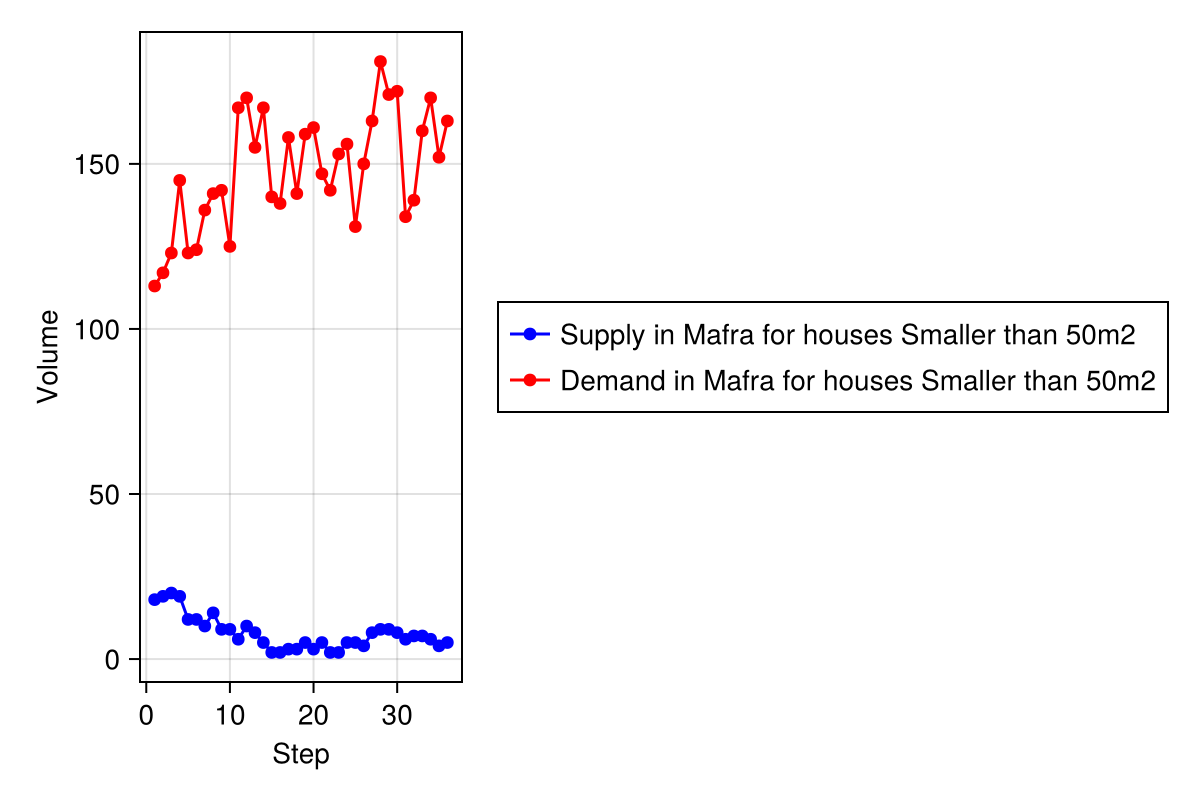 Volume
150
100
50
0
0 10 20 30
Step
Supply in Mafra for houses Smaller than 50m2
Demand in Mafra for houses Smaller than 50m2